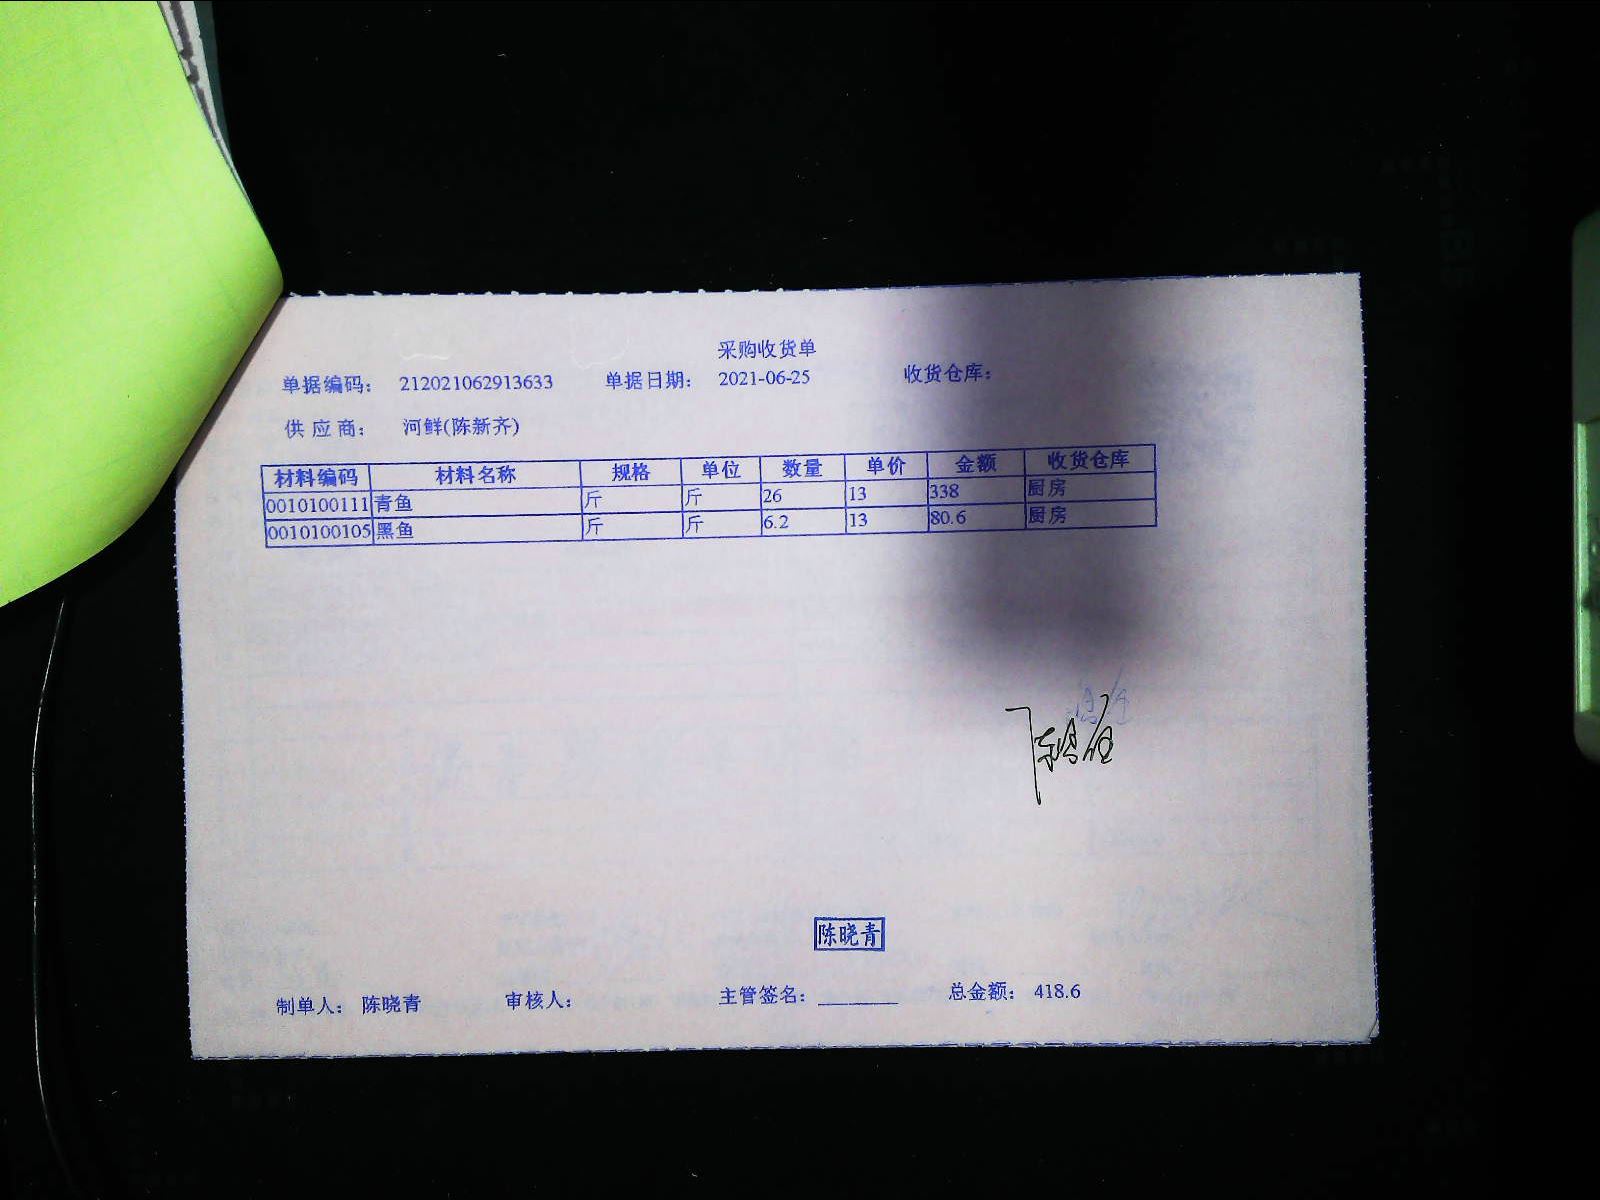 采购收货单
单据编码： 212021062913633 单据日期： 2021-06-25 收货仓库：
供应商： 河鲜(陈新齐)
材料编码 材料名称 规格 单位 数量 单价 金额 收货仓库
0010100111 青鱼 斤 斤 26 13 338 厨房
0010100105 黑鱼 斤 斤 6.2 13 80.6 厨房
陈晓青
制单人： 陈晓青 审核人： 主管签名：________ 总金额： 418.6